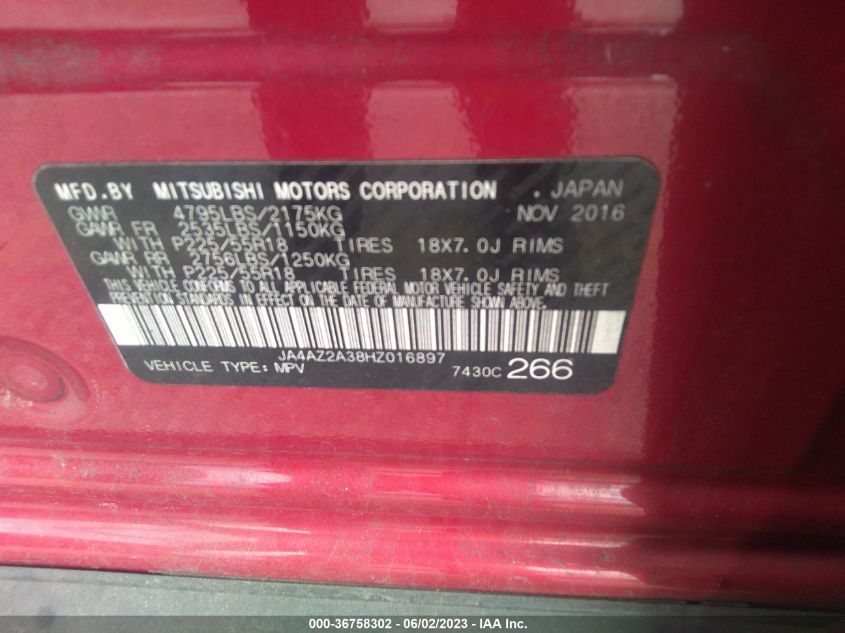 MFD.BY MITSUBISHI MOTORS CORPORATION . JAPAN
GVWR 4795LBS/2175KG NOV 2016
GAWR FR 2535LBS/1150KG
WITH P225/55R18 TIRES 18X7.0J RIMS
GAWR RR 2756LBS/1250KG
WITH P225/55R18 TIRES 18X7.0J RIMS
THIS VEHICLE CONFORMS TO ALL APPLICABLE FEDERAL MOTOR VEHICLE SAFETY AND THEFT
PREVENTION STANDARDS IN EFFECT ON THE DATE OF MANUFACTURE SHOWN ABOVE.
JA4AZ2A38HZ016897
VEHICLE TYPE: MPV 7430C 266
000-36758302 - 06/02/2023 - IAA Inc.